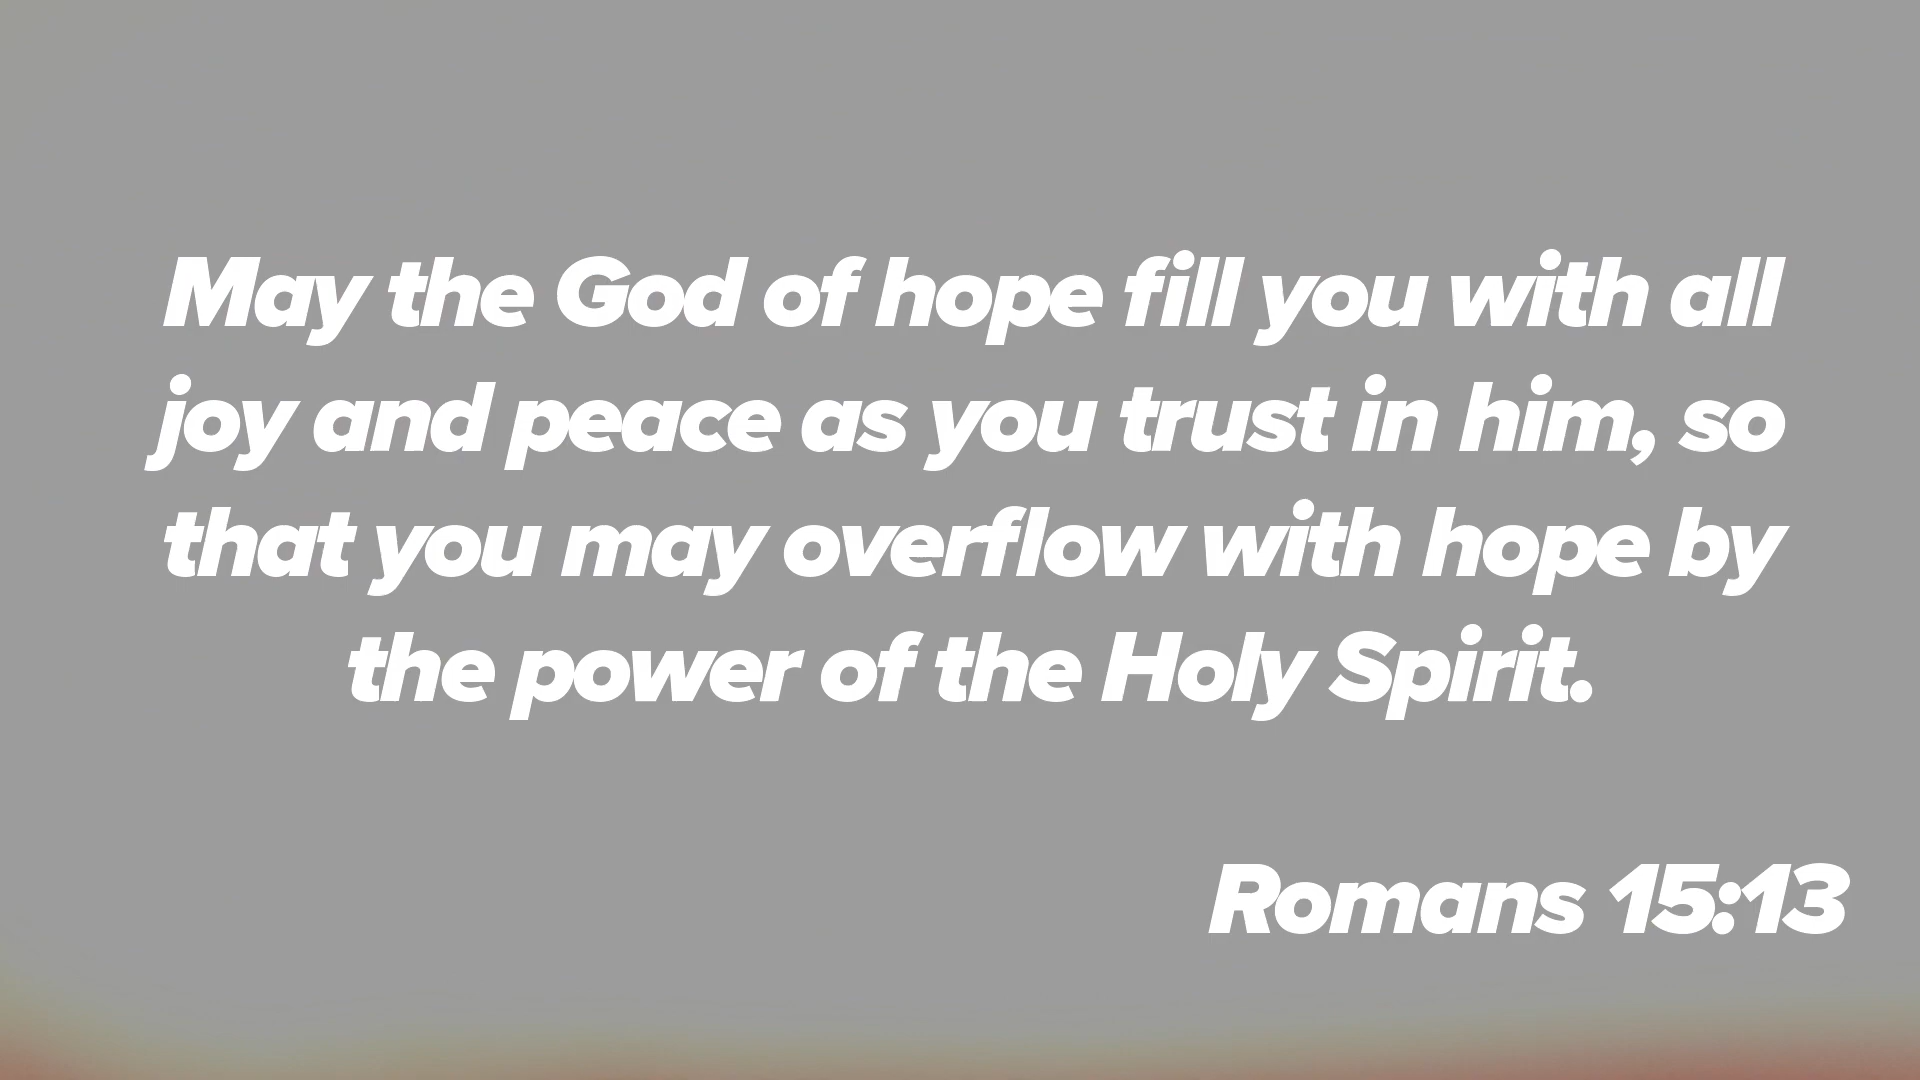 May the God of hope fill you with all
joy and peace as you trust in him, so
that you may overflow with hope by
the power of the Holy Spirit.
Romans 15:13